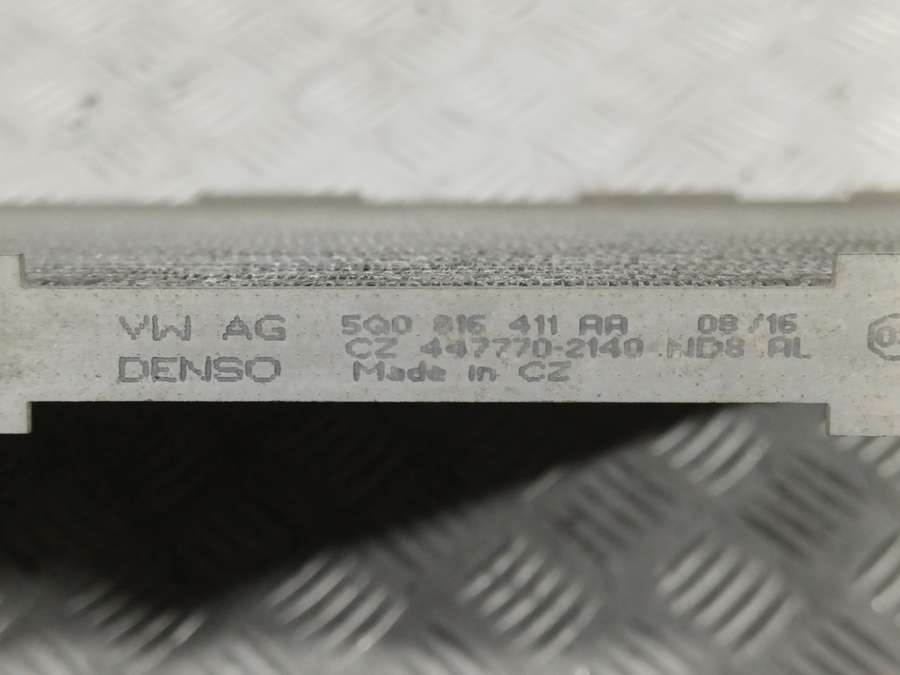 VW AG 5Q0 816 411 AA 08/16
CZ 447770-2140 ND8 AL
DENSO Made in CZ